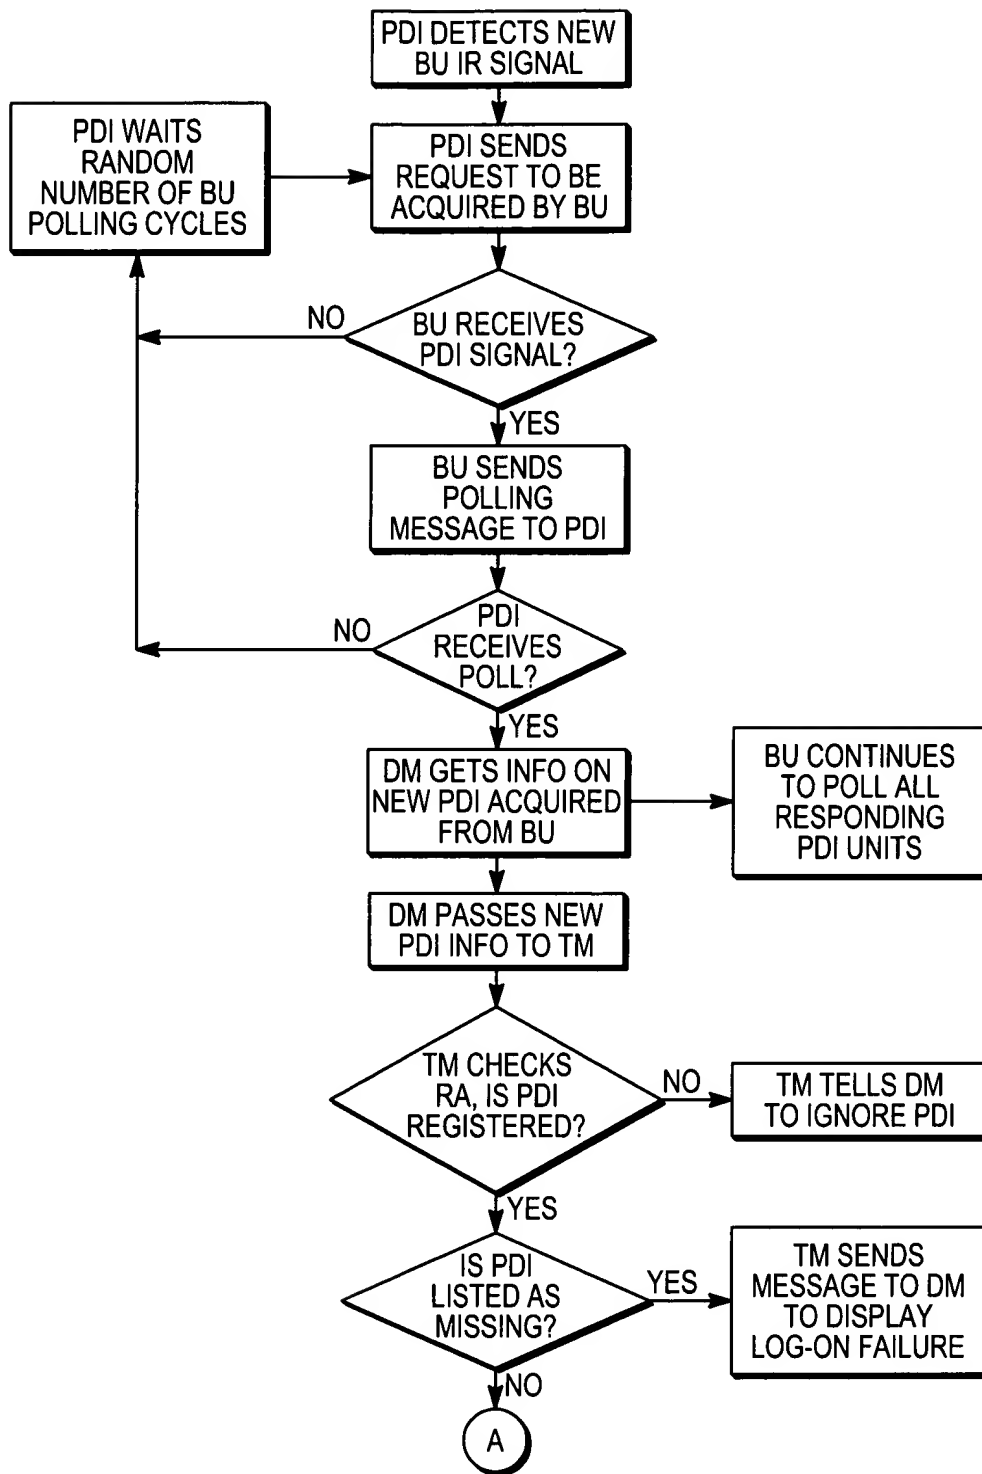 PDI DETECTS NEW
BU IR SIGNAL
PDI WAITS
RANDOM
NUMBER OF BU
POLLING CYCLES
PDI SENDS
REQUEST TO BE
ACQUIRED BY BU
NO
BU RECEIVES
PDI SIGNAL?
YES
BU SENDS
POLLING
MESSAGE TO PDI
NO
PDI
RECEIVES
POLL?
YES
DM GETS INFO ON
NEW PDI ACQUIRED
FROM BU
BU CONTINUES
TO POLL ALL
RESPONDING
PDI UNITS
DM PASSES NEW
PDI INFO TO TM
TM CHECKS
RA, IS PDI
REGISTERED?
NO
TM TELLS DM
TO IGNORE PDI
YES
IS PDI
LISTED AS
MISSING?
YES
TM SENDS
MESSAGE TO DM
TO DISPLAY
LOG-ON FAILURE
NO
A